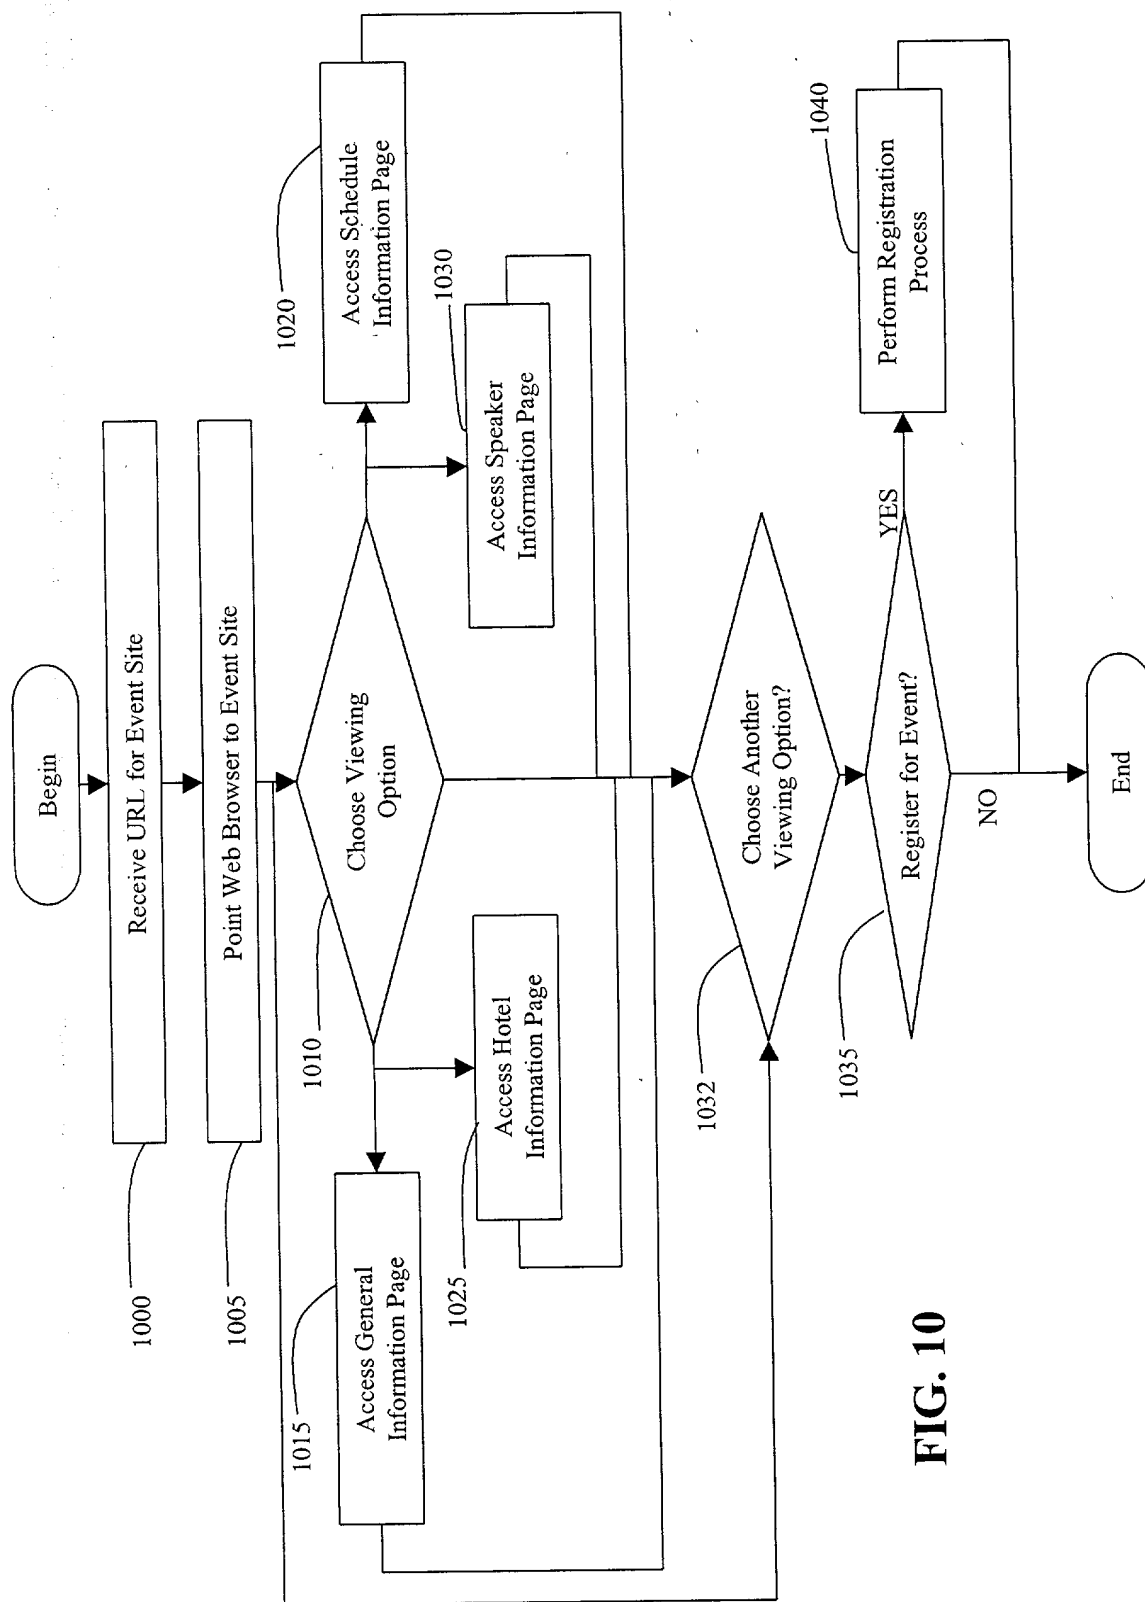 Begin
Receive URL for Event Site
1000
Point Web Browser to Event Site
1005
Choose Viewing
Option
1010
Access General
Information Page
1015
Access Schedule
Information Page
1020
Access Hotel
Information Page
1025
Access Speaker
Information Page
1030
Choose Another
Viewing Option?
1032
Register for Event?
1035
YES
NO
Perform Registration
Process
1040
End
FIG. 10